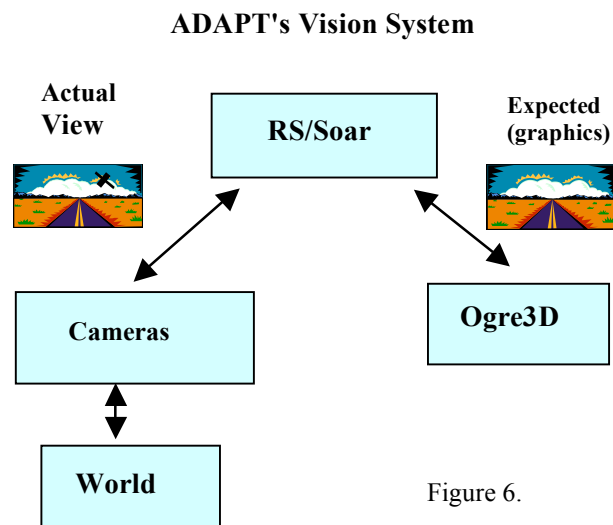 ADAPT's Vision System
Actual
View
RS/Soar
Expected
(graphics)
Cameras
Ogre3D
World
Figure 6.